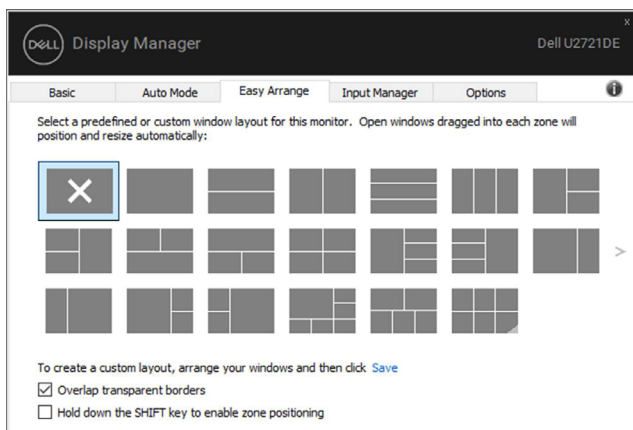 x
DELL Display Manager Dell U2721DE
Basic Auto Mode Easy Arrange Input Manager Options
Select a predefined or custom window layout for this monitor. Open windows dragged into each zone will
position and resize automatically:
To create a custom layout, arrange your windows and then click Save
Overlap transparent borders
Hold down the SHIFT key to enable zone positioning